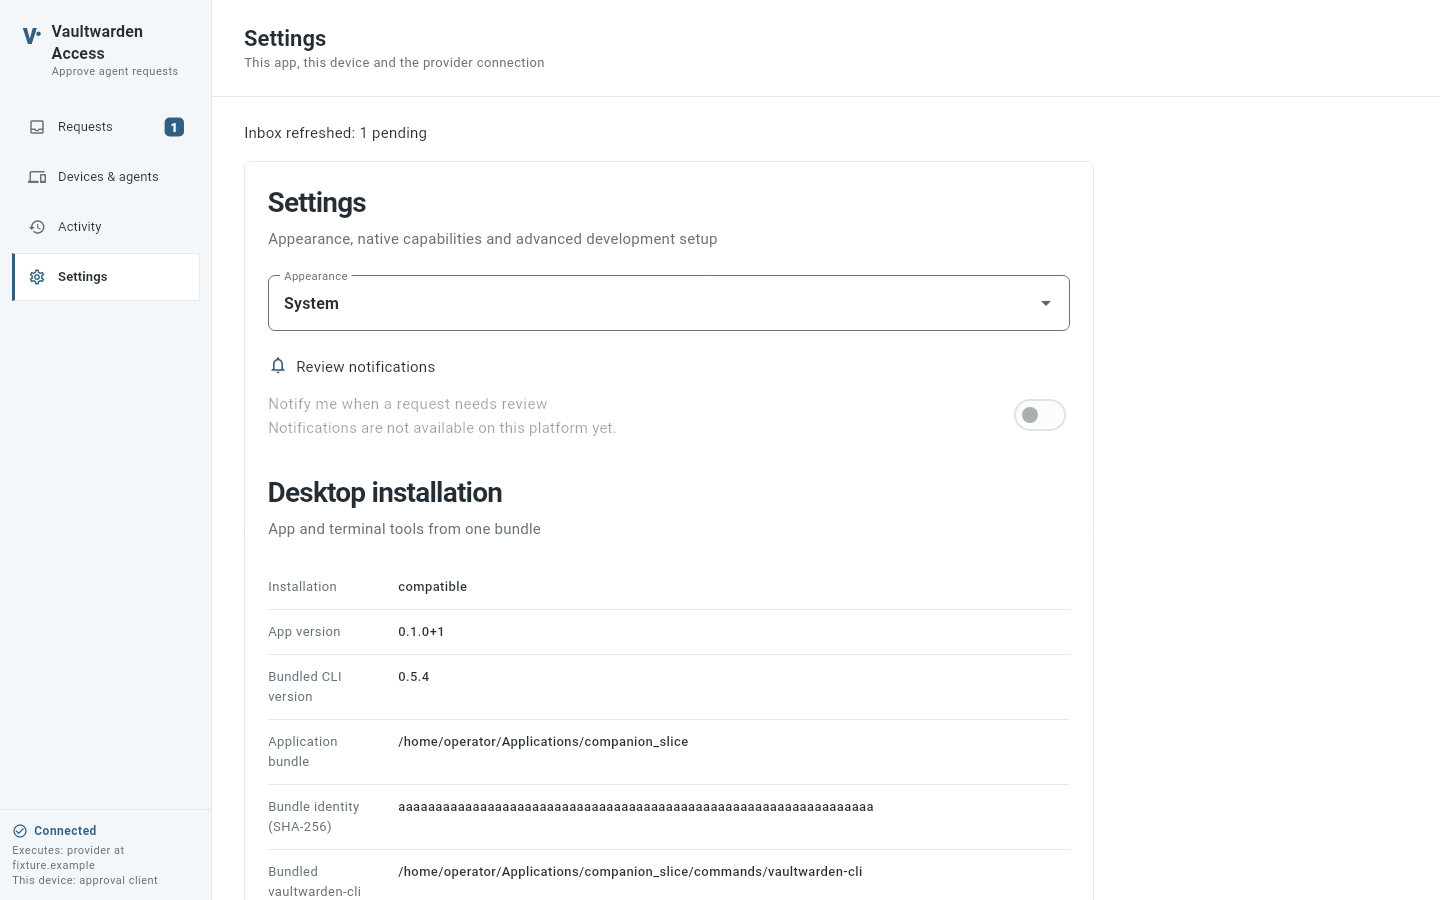 Vaultwarden
Access
Approve agent requests
Requests 1
Devices & agents
Activity
Settings
Connected
Executes: provider at
fixture.example
This device: approval client
Settings
This app, this device and the provider connection
Inbox refreshed: 1 pending
Settings
Appearance, native capabilities and advanced development setup
Appearance
System
Review notifications
Notify me when a request needs review
Notifications are not available on this platform yet.
Desktop installation
App and terminal tools from one bundle
Installation compatible
App version 0.1.0+1
Bundled CLI 0.5.4
version
Application /home/operator/Applications/companion_slice
bundle
Bundle identity aaaaaaaaaaaaaaaaaaaaaaaaaaaaaaaaaaaaaaaaaaaaaaaaaaaaaaaaaaaaaaaa
(SHA-256)
Bundled /home/operator/Applications/companion_slice/commands/vaultwarden-cli
vaultwarden-cli